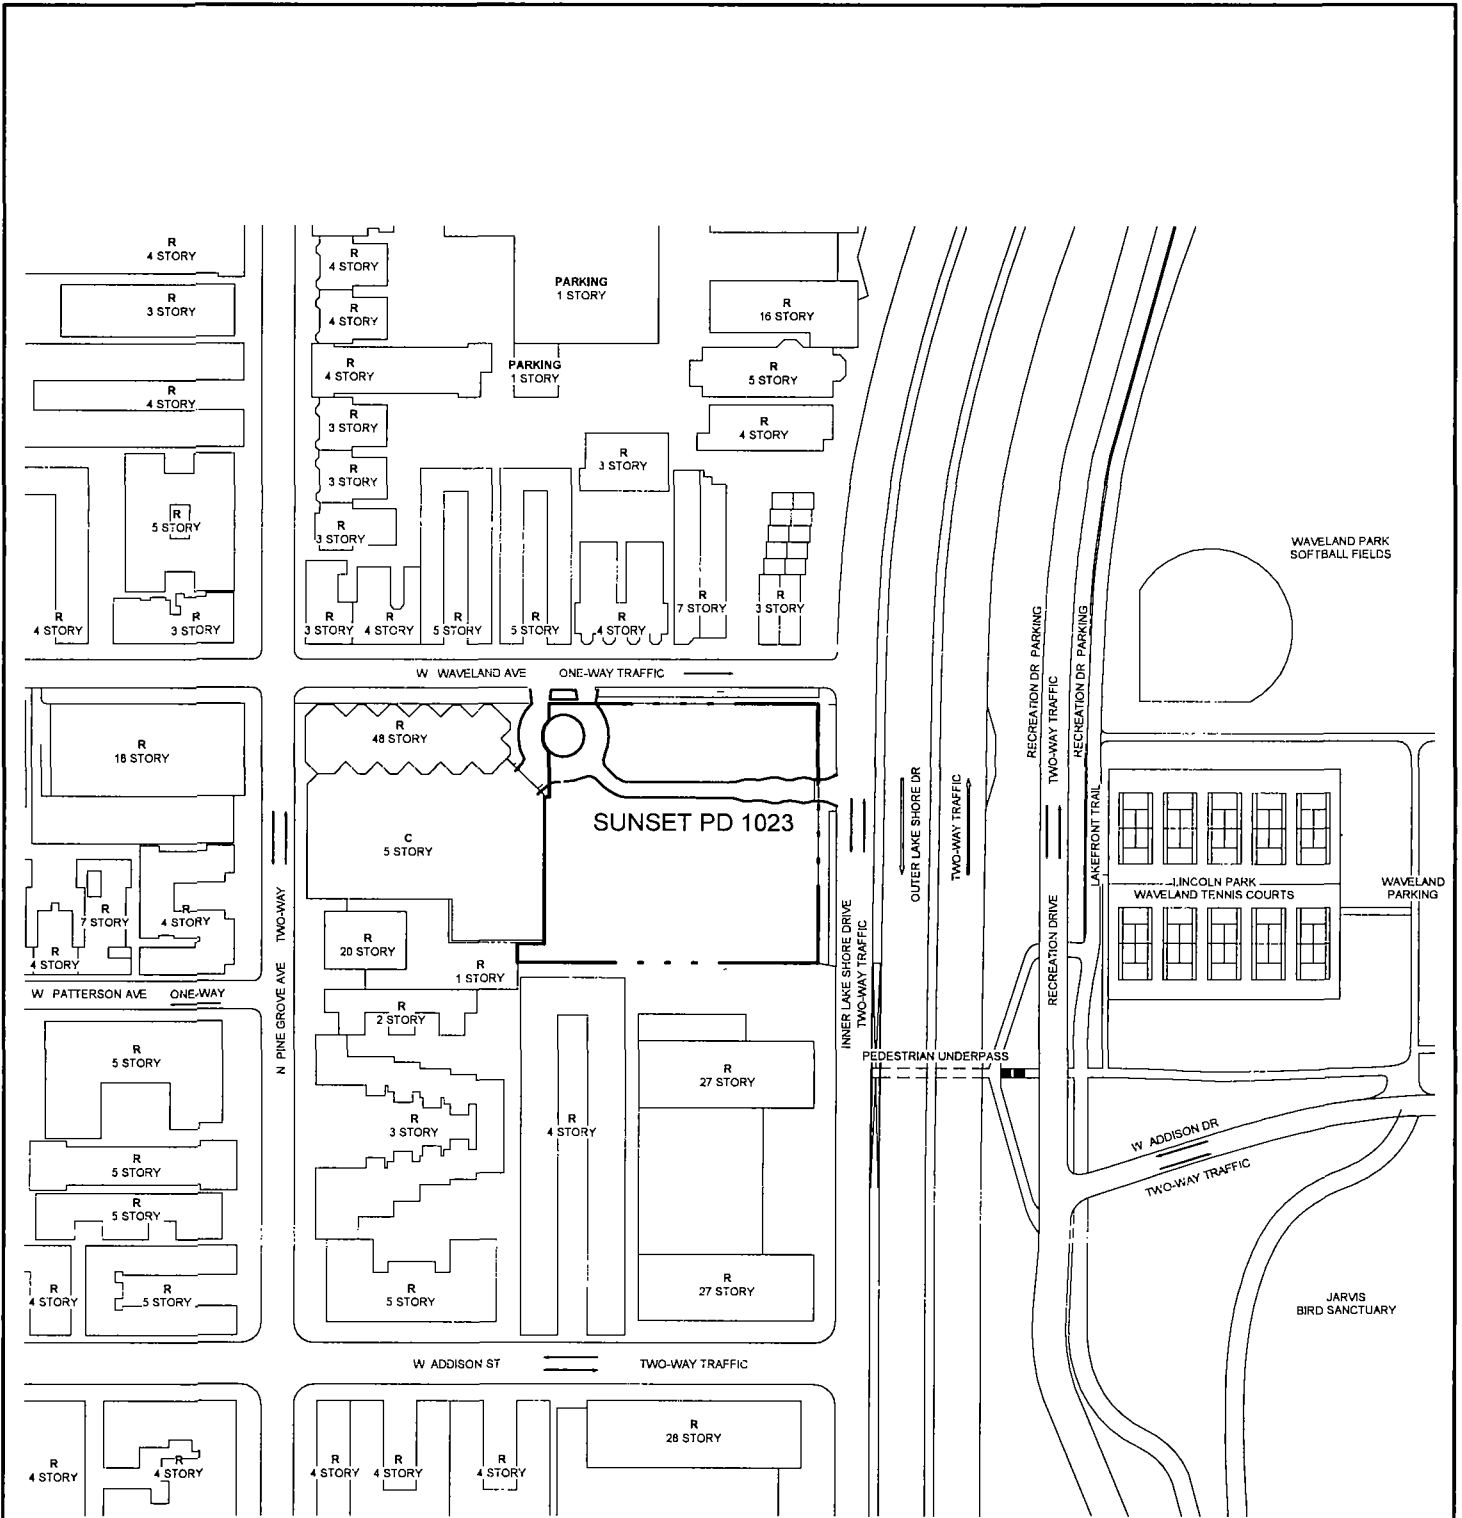 R
4 STORY
R
3 STORY
R
4 STORY
R
5 STORY
R
4 STORY
R
3 STORY
R
4 STORY
R
4 STORY
R
4 STORY
R
3 STORY
R
3 STORY
R
3 STORY
PARKING
1 STORY
PARKING
1 STORY
R
16 STORY
R
5 STORY
R
4 STORY
R
3 STORY
R
3 STORY
R
4 STORY
R
5 STORY
R
5 STORY
R
4 STORY
R
7 STORY
R
3 STORY
WAVELAND PARK
SOFTBALL FIELDS
W WAVELAND AVE ONE-WAY TRAFFIC
R
18 STORY
R
48 STORY
C
5 STORY
SUNSET PD 1023
R
4 STORY
R
7 STORY
R
4 STORY
R
20 STORY
R
1 STORY
W PATTERSON AVE ONE-WAY
N PINE GROVE AVE TWO-WAY
INNER LAKE SHORE DRIVE
TWO-WAY TRAFFIC
OUTER LAKE SHORE DR
TWO-WAY TRAFFIC
RECREATION DR PARKING
TWO-WAY TRAFFIC
RECREATION DR PARKING
RECREATION DRIVE
LAKEFRONT TRAIL
LINCOLN PARK
WAVELAND TENNIS COURTS
WAVELAND
PARKING
PEDESTRIAN UNDERPASS
W ADDISON DR
TWO-WAY TRAFFIC
JARVIS
BIRD SANCTUARY
R
5 STORY
R
5 STORY
R
5 STORY
R
4 STORY
R
5 STORY
R
2 STORY
R
3 STORY
R
5 STORY
R
4 STORY
R
27 STORY
R
27 STORY
W ADDISON ST TWO-WAY TRAFFIC
R
4 STORY
R
4 STORY
R
4 STORY
R
4 STORY
R
4 STORY
R
28 STORY